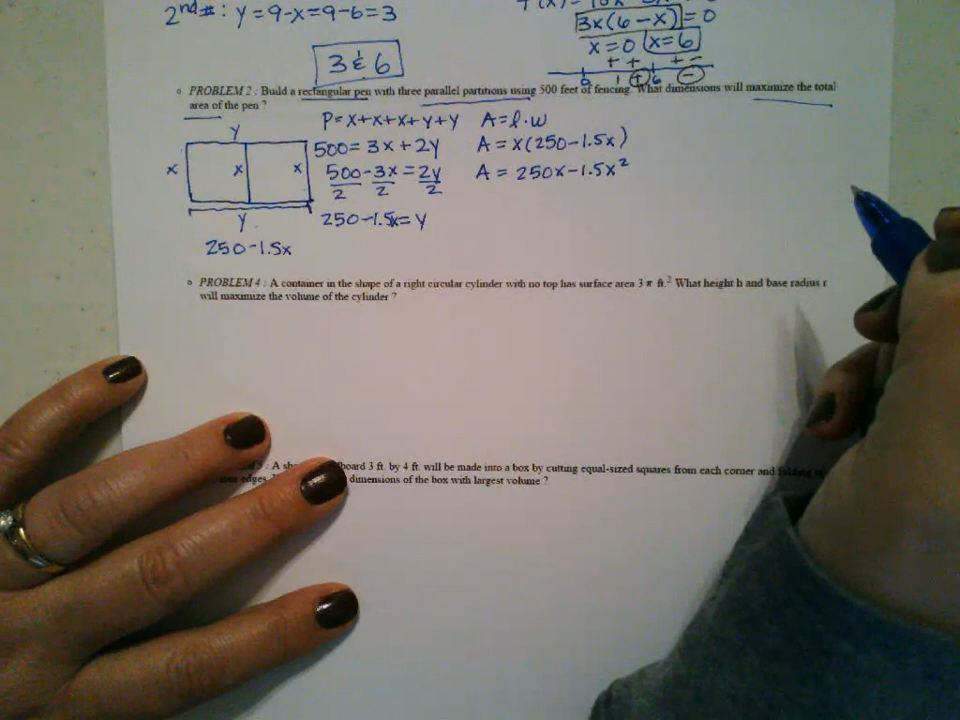 2nd#: y = 9-x = 9-6 = 3
3x(6-x) = 0
x=0 x=6
3 & 6
+ + + -
0 1 + 6 -
PROBLEM 2 : Build a rectangular pen with three parallel partitions using 500 feet of fencing. What dimensions will maximize the total
area of the pen ?
y
x x x
y
250-1.5x
P = x+x+x+y+y
500 = 3x + 2y
500 - 3x = 2y
2 2 2
250-1.5x = y
A = l·w
A = x(250-1.5x)
A = 250x-1.5x²
PROBLEM 4 : A container in the shape of a right circular cylinder with no top has surface area 3 π ft.² What height h and base radius r
will maximize the volume of the cylinder ?
: A board 3 ft. by 4 ft. will be made into a box by cutting equal-sized squares from each corner and
edges. dimensions of the box with largest volume ?